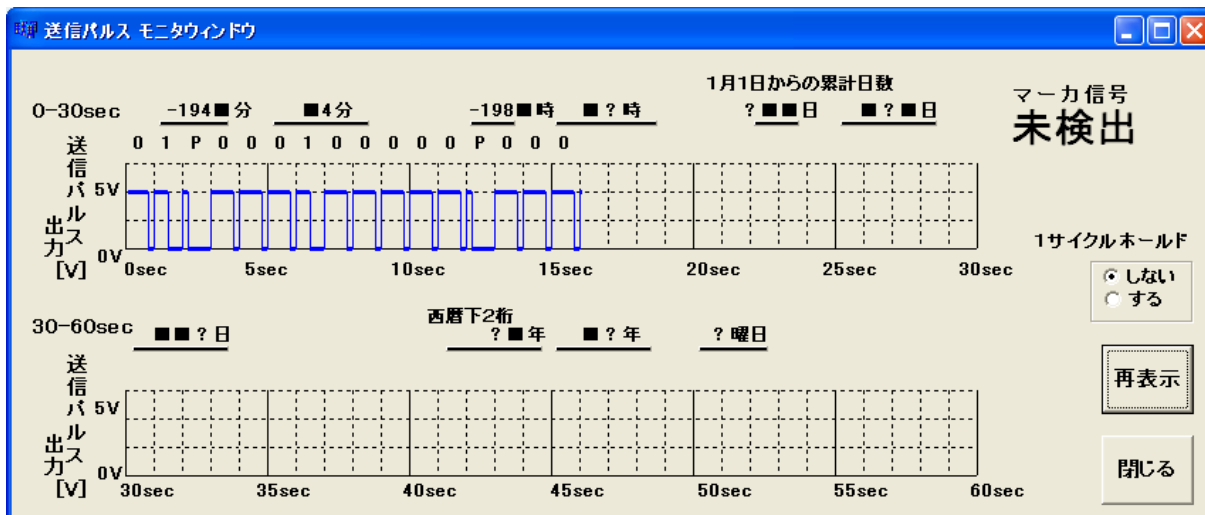 送信パルス モニタウィンドウ
1月1日からの累計日数
0-30sec -194■分 ■4分 -198■時 ■?時 ?■■日 ■?■日
マーカ信号
未検出
0 1 P 0 0 0 1 0 0 0 0 0 P 0 0 0
送信パルス出力[V]
5V
0V
0sec 5sec 10sec 15sec 20sec 25sec 30sec
1サイクルホールド
しない
する
西暦下2桁
30-60sec ■■?日 ?■年 ■?年 ?曜日
送信パルス出力[V]
5V
0V
30sec 35sec 40sec 45sec 50sec 55sec 60sec
再表示
閉じる